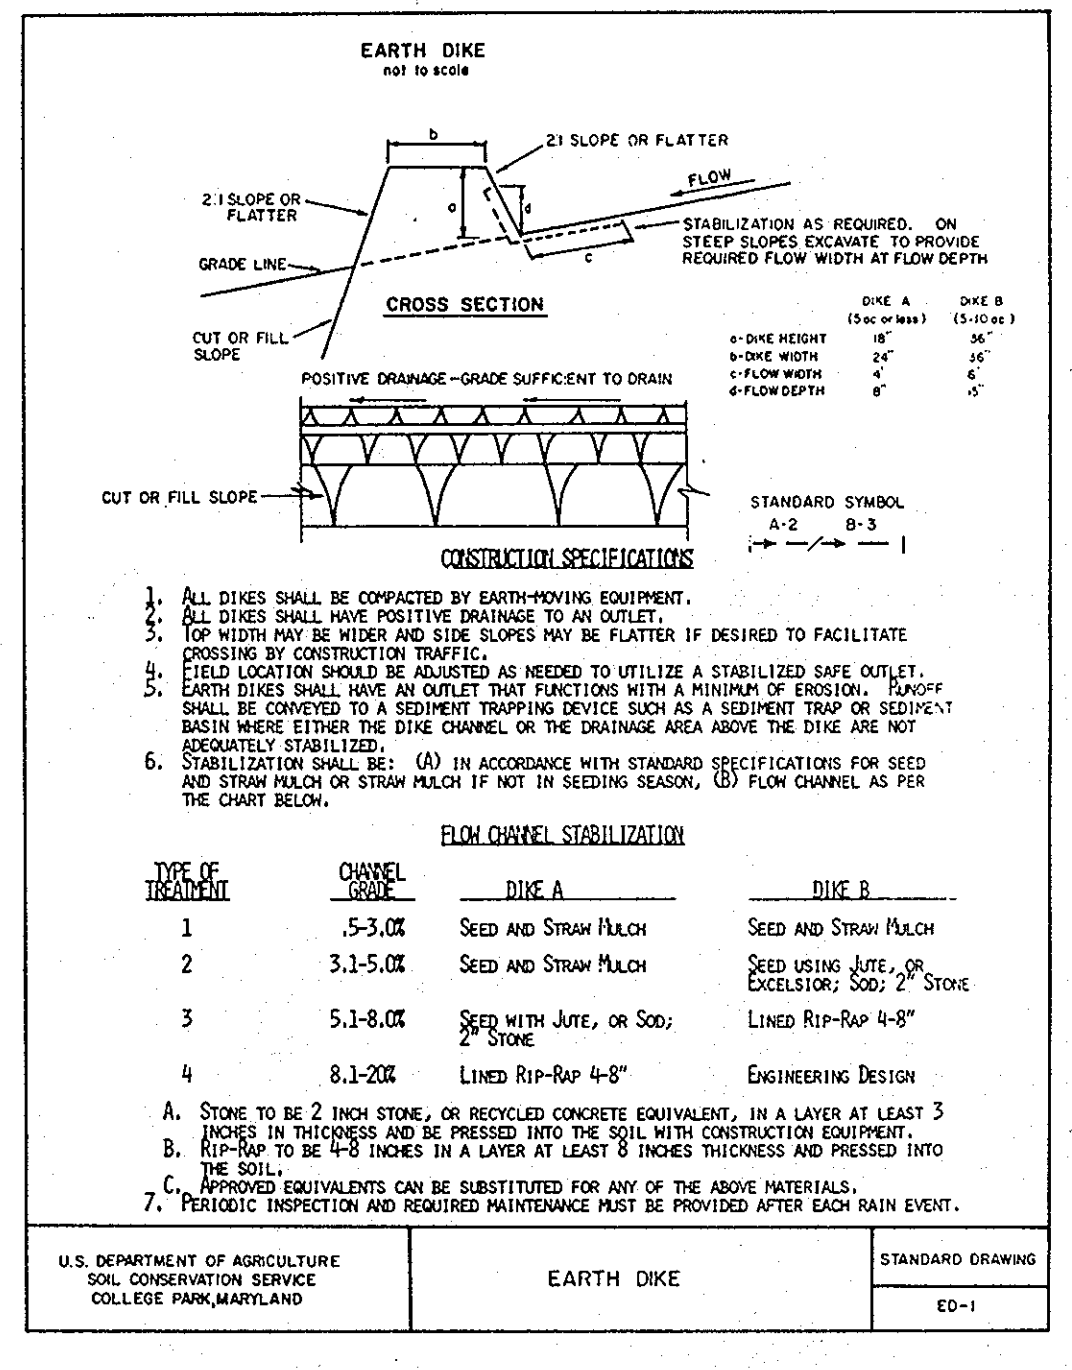 EARTH DIKE
not to scale
b
2:1 SLOPE OR FLATTER
FLOW
2:1 SLOPE OR
FLATTER
a
d
STABILIZATION AS REQUIRED. ON
STEEP SLOPES EXCAVATE TO PROVIDE
REQUIRED FLOW WIDTH AT FLOW DEPTH
c
GRADE LINE
CROSS SECTION
CUT OR FILL
SLOPE
DIKE A DIKE B
(5 ac or less) (5-10 ac)
a-DIKE HEIGHT 18" 36"
b-DIKE WIDTH 24" 36"
c-FLOW WIDTH 4' 6'
d-FLOW DEPTH 8"
POSITIVE DRAINAGE-GRADE SUFFICIENT TO DRAIN
CUT OR FILL SLOPE
STANDARD SYMBOL
A-2 B-3
CONSTRUCTION SPECIFICATIONS
1. ALL DIKES SHALL BE COMPACTED BY EARTH-MOVING EQUIPMENT.
2. ALL DIKES SHALL HAVE POSITIVE DRAINAGE TO AN OUTLET.
3. TOP WIDTH MAY BE WIDER AND SIDE SLOPES MAY BE FLATTER IF DESIRED TO FACILITATE
CROSSING BY CONSTRUCTION TRAFFIC.
4. FIELD LOCATION SHOULD BE ADJUSTED AS NEEDED TO UTILIZE A STABILIZED SAFE OUTLET.
5. EARTH DIKES SHALL HAVE AN OUTLET THAT FUNCTIONS WITH A MINIMUM OF EROSION. RUNOFF
SHALL BE CONVEYED TO A SEDIMENT TRAPPING DEVICE SUCH AS A SEDIMENT TRAP OR SEDIMENT
BASIN WHERE EITHER THE DIKE CHANNEL OR THE DRAINAGE AREA ABOVE THE DIKE ARE NOT
ADEQUATELY STABILIZED.
6. STABILIZATION SHALL BE: (A) IN ACCORDANCE WITH STANDARD SPECIFICATIONS FOR SEED
AND STRAW MULCH OR STRAW MULCH IF NOT IN SEEDING SEASON, (B) FLOW CHANNEL AS PER
THE CHART BELOW.
FLOW CHANNEL STABILIZATION
TYPE OF CHANNEL
TREATMENT GRADE DIKE A DIKE B
1 .5-3.0% SEED AND STRAW MULCH SEED AND STRAW MULCH
2 3.1-5.0% SEED AND STRAW MULCH SEED USING JUTE, OR
EXCELSIOR; SOD; 2" STONE
3 5.1-8.0% SEED WITH JUTE, OR SOD; LINED RIP-RAP 4-8"
2" STONE
4 8.1-20% LINED RIP-RAP 4-8" ENGINEERING DESIGN
A. STONE TO BE 2 INCH STONE, OR RECYCLED CONCRETE EQUIVALENT, IN A LAYER AT LEAST 3
INCHES IN THICKNESS AND BE PRESSED INTO THE SOIL WITH CONSTRUCTION EQUIPMENT.
B. RIP-RAP TO BE 4-8 INCHES IN A LAYER AT LEAST 8 INCHES THICKNESS AND PRESSED INTO
THE SOIL.
C. APPROVED EQUIVALENTS CAN BE SUBSTITUTED FOR ANY OF THE ABOVE MATERIALS.
7. PERIODIC INSPECTION AND REQUIRED MAINTENANCE MUST BE PROVIDED AFTER EACH RAIN EVENT.
U.S. DEPARTMENT OF AGRICULTURE
SOIL CONSERVATION SERVICE
COLLEGE PARK, MARYLAND
EARTH DIKE
STANDARD DRAWING
ED-1